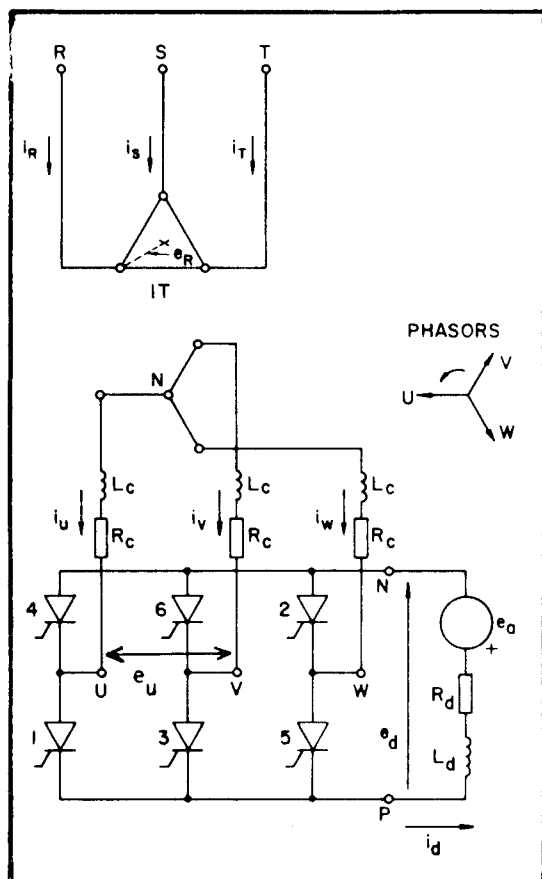 R S T
i_R i_S i_T
e_R
1T
PHASORS
N V
U
W
L_C L_C L_C
i_u i_v i_w
R_C R_C R_C
N
4 6 2
e_a
+
U e_u V W
R_d
e_d
1 3 5
L_d
P
i_d